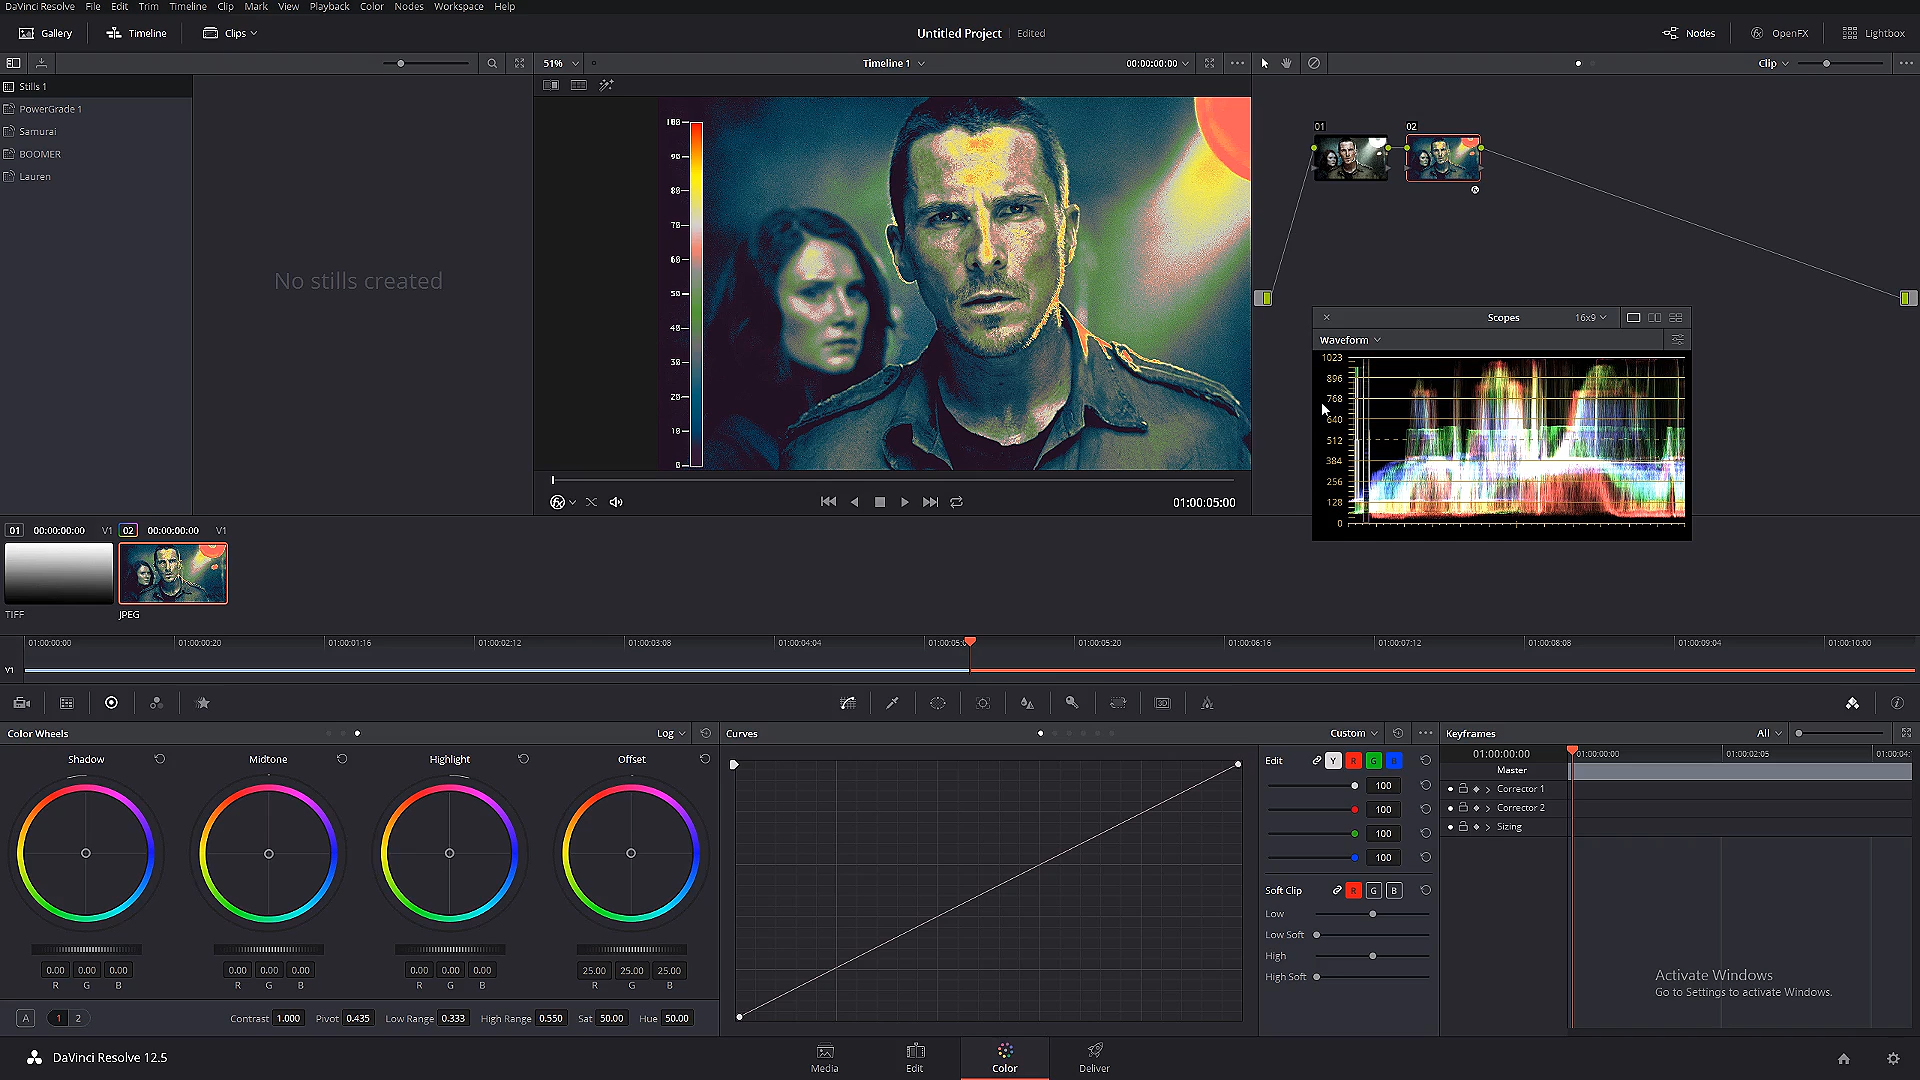 DaVinci Resolve File Edit Trim Timeline Clip Mark View Playback Color Nodes Workspace Help
Gallery Timeline Clips Untitled Project Edited Nodes OpenFX Lightbox
51% Timeline 1 00:00:00:00 Clip
Stills 1
PowerGrade 1
Samurai
BOOMER
Lauren
No stills created
100
90
80
70
60
50
40
30
20
10
0
01 02
Scopes 16x9
Waveform
1023
896
768
640
512
384
256
128
0
01:00:05:00
01 00:00:00:00 V1 02 00:00:00:00 V1
TIFF JPEG
01:00:00:00 01:00:00:20 01:00:01:16 01:00:02:12 01:00:03:08 01:00:04:04 01:00:05: 01:00:05:20 01:00:06:16 01:00:07:12 01:00:08:08 01:00:09:04 01:00:10:00
V1
3D
Color Wheels Log
Shadow Midtone Highlight Offset
0.00 0.00 0.00 0.00 0.00 0.00 0.00 0.00 0.00 25.00 25.00 25.00
R G B R G B R G B R G B
A 1 2 Contrast 1.000 Pivot 0.435 Low Range 0.333 High Range 0.550 Sat 50.00 Hue 50.00
Curves Custom
Edit Y R G B
100
100
100
100
Soft Clip R G B
Low
Low Soft
High
High Soft
Keyframes All
01:00:00:00 01:00:00:00 01:00:02:05 01:00:04:
Master
Corrector 1
Corrector 2
Sizing
Activate Windows
Go to Settings to activate Windows.
DaVinci Resolve 12.5 Media Edit Color Deliver